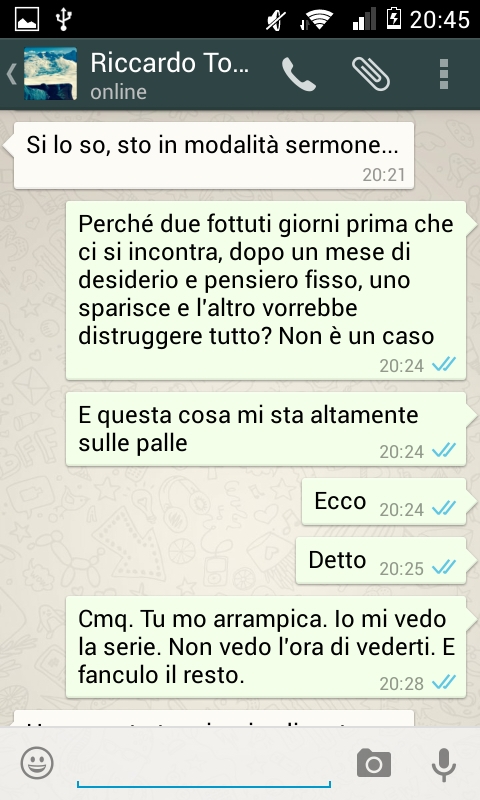 20:45
Riccardo To...
online
Si lo so, sto in modalità sermone...
20:21
Perché due fottuti giorni prima che
ci si incontra, dopo un mese di
desiderio e pensiero fisso, uno
sparisce e l'altro vorrebbe
distruggere tutto? Non è un caso
20:24
E questa cosa mi sta altamente
sulle palle
20:24
Ecco
20:24
Detto
20:25
Cmq. Tu mo arrampica. Io mi vedo
la serie. Non vedo l'ora di vederti. E
fanculo il resto.
20:28